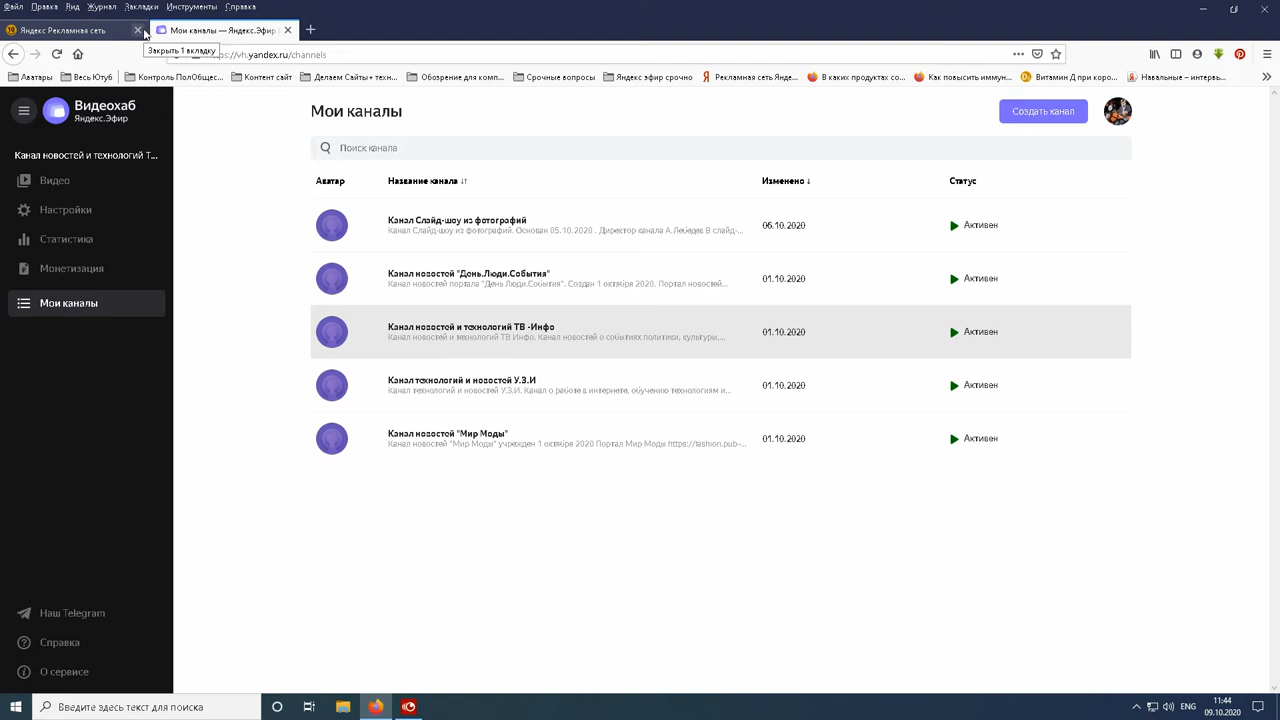 Файл Правка Вид Журнал Закладки Инструменты Справка
Яндекс Рекламная сеть
Мои каналы — Яндекс.Эфир
Закрыть 1 вкладку
https://vh.yandex.ru/channels
Аватары
Весь Ютуб
Контроль ПолОбщес...
Контент сайт
Делаем Сайты+ техн...
Обозрение для комп...
Срочные вопросы
Яндекс эфир срочно
Рекламная сеть Янде...
В каких продуктах со...
Как повысить иммун...
Витамин Д при коро...
Навальные – интервь...
Видеохаб
Яндекс.Эфир
Канал новостей и технологий Т...
Видео
Настройки
Статистика
Монетизация
Мои каналы
Наш Telegram
Справка
О сервисе
Мои каналы
Создать канал
Поиск канала
Аватар Название канала Изменено ↓ Статус
Канал Слайд-шоу из фотографий
Канал Слайд-шоу из фотографий. Основан 05.10.2020 . Директор канала А.Лебедев В слайд-...
06.10.2020
Активен
Канал новостей "День.Люди.События"
Канал новостей портала "День.Люди.События". Создан 1 октября 2020. Портал новостей...
01.10.2020
Активен
Канал новостей и технологий ТВ -Инфо
Канал новостей и технологий ТВ Инфо. Канал новостей о событиях политики, культуры,...
01.10.2020
Активен
Канал технологий и новостей У.З.И
Канал технологий и новостей У.З.И. Канал о работе в интернете, обучению технологиям и...
01.10.2020
Активен
Канал новостей "Мир Моды"
Канал новостей "Мир Моды" учрежден 1 октября 2020 Портал Мир Моды https://fashion.pub-...
01.10.2020
Активен
Введите здесь текст для поиска
ENG
11:44
09.10.2020